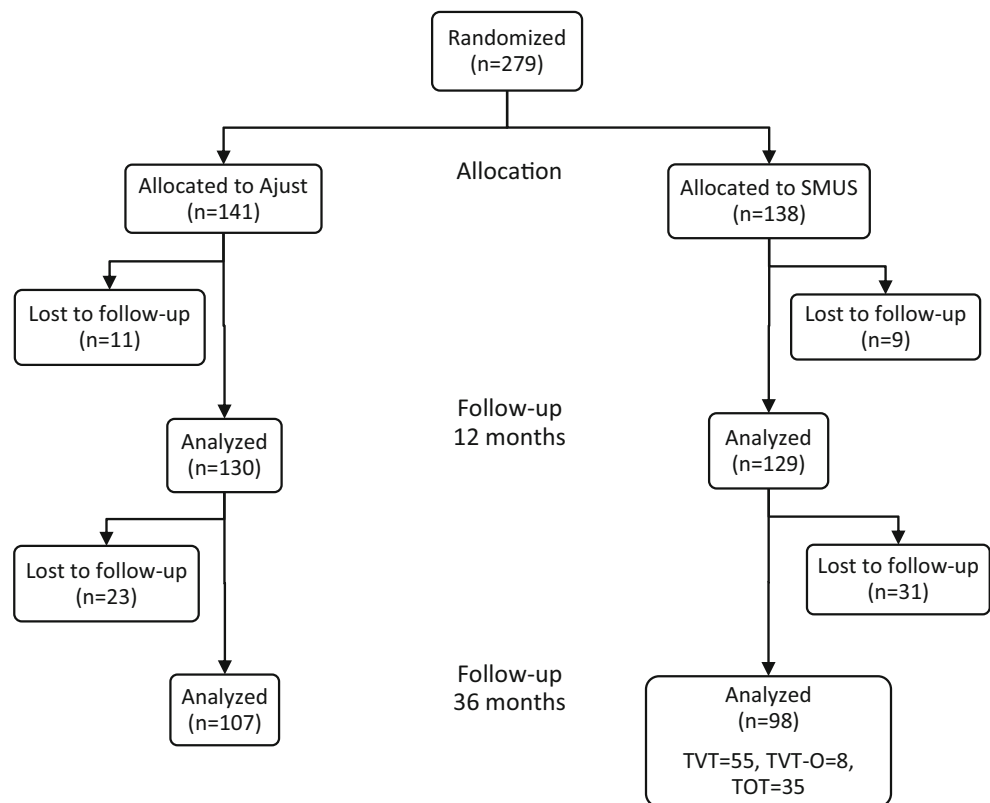 Randomized
(n=279)
Allocation
Allocated to Ajust
(n=141)
Allocated to SMUS
(n=138)
Lost to follow-up
(n=11)
Lost to follow-up
(n=9)
Follow-up
12 months
Analyzed
(n=130)
Analyzed
(n=129)
Lost to follow-up
(n=23)
Lost to follow-up
(n=31)
Follow-up
36 months
Analyzed
(n=107)
Analyzed
(n=98)
TVT=55, TVT-O=8,
TOT=35